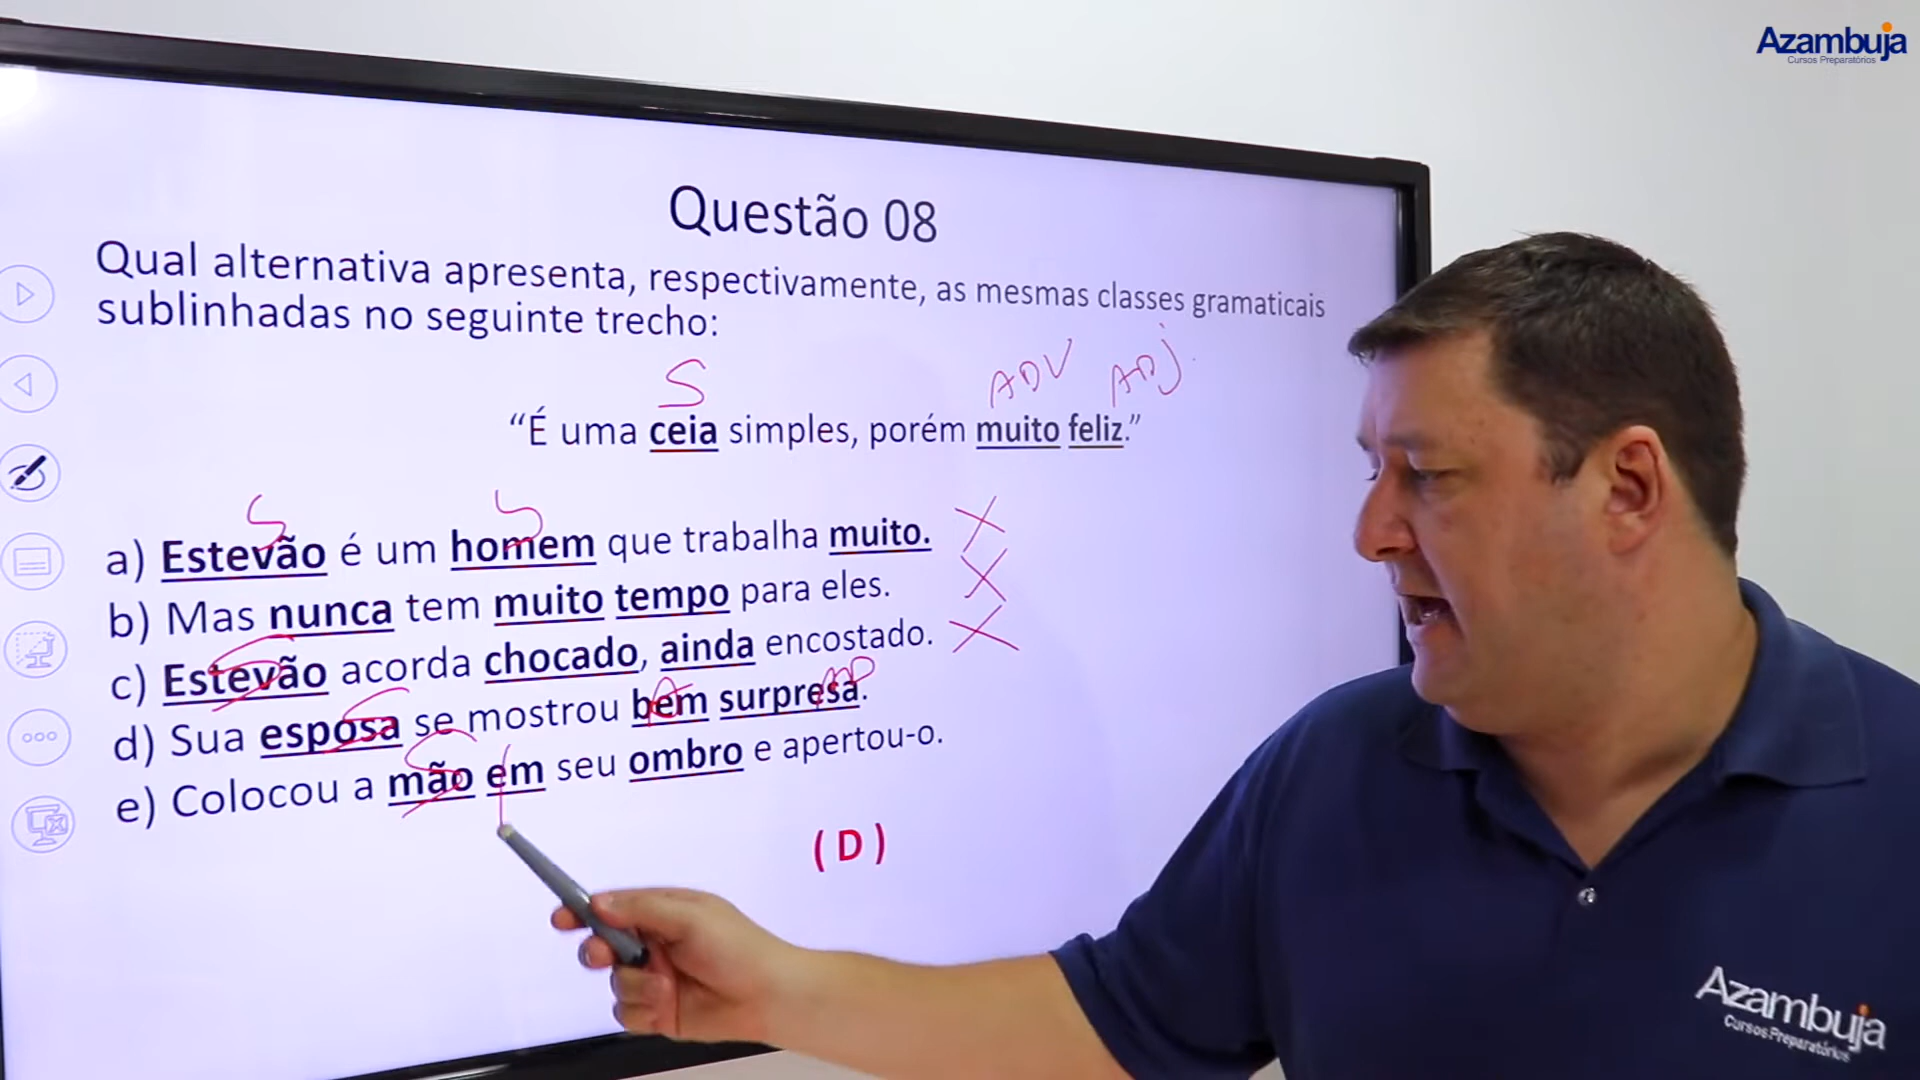 Azambuja
Cursos Preparatórios
Questão 08
Qual alternativa apresenta, respectivamente, as mesmas classes gramaticais
sublinhadas no seguinte trecho:
S ADV ADJ.
“É uma ceia simples, porém muito feliz.”
S S
a) Estevão é um homem que trabalha muito. X
b) Mas nunca tem muito tempo para eles. X
c) Estevão acorda chocado, ainda encostado. X
d) Sua esposa se mostrou bem surpresa.
e) Colocou a mão em seu ombro e apertou-o.
( D )
Azambuja
Cursos Preparatórios